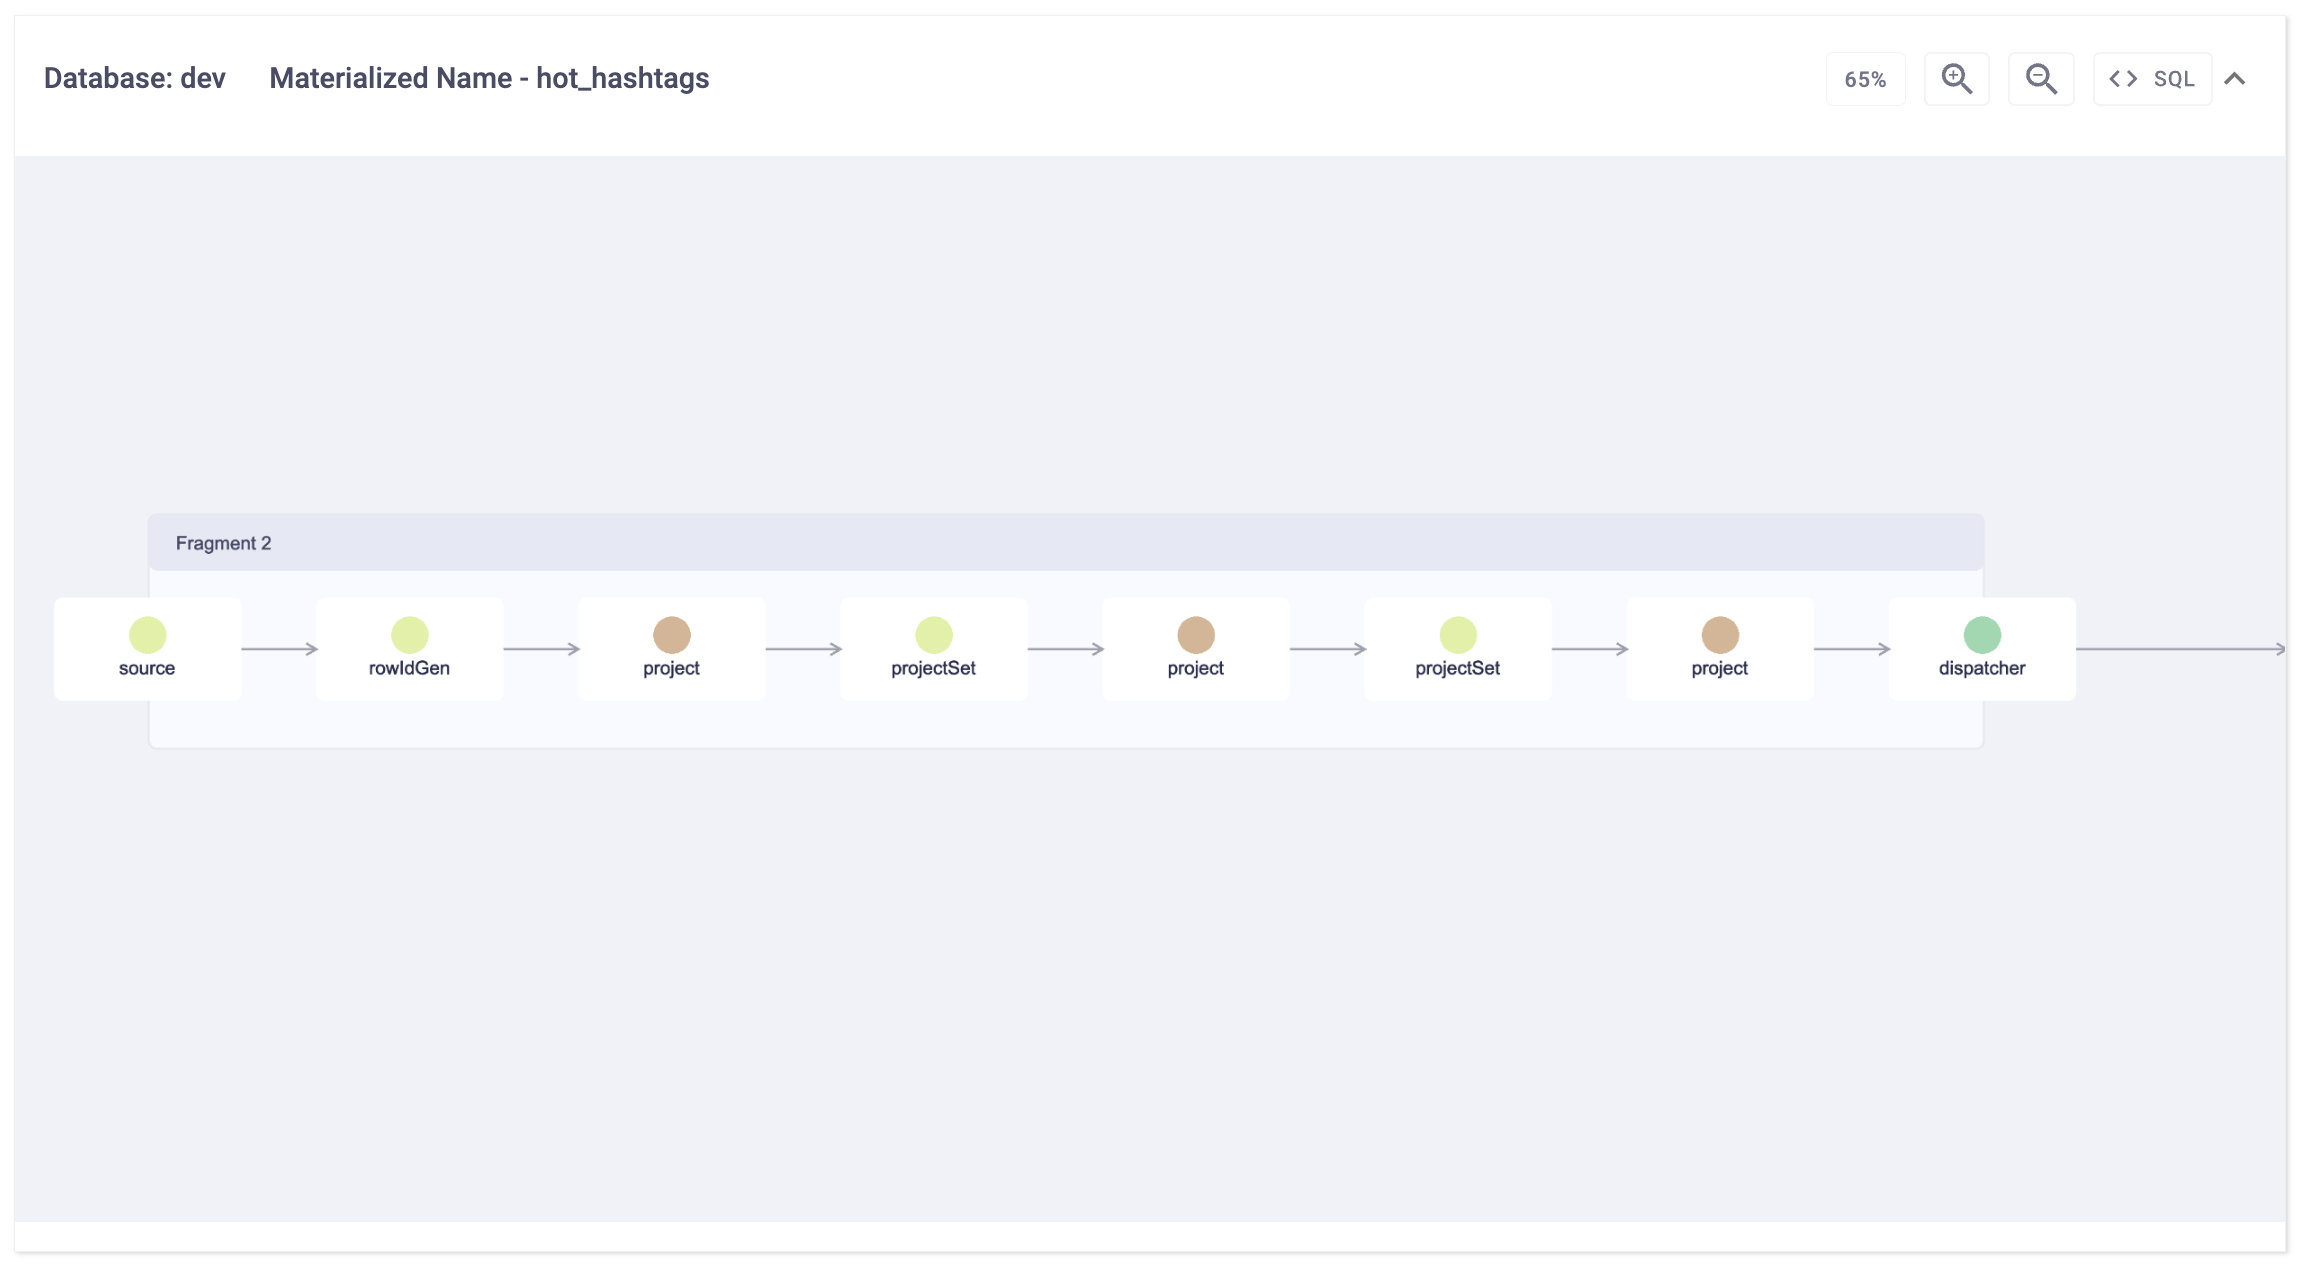 Database: dev Materialized Name - hot_hashtags 65% <> SQL
Fragment 2
source rowIdGen project projectSet project projectSet project dispatcher